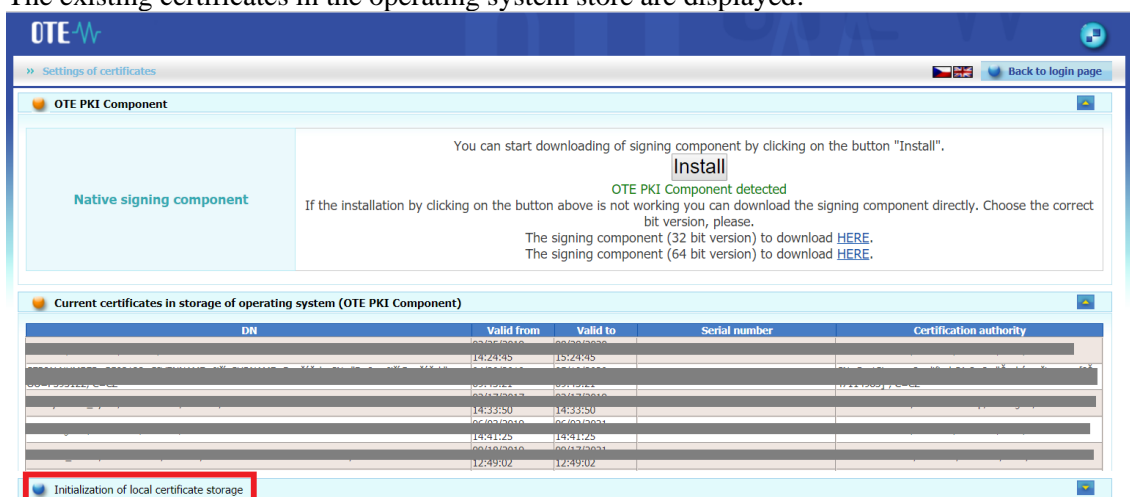 The existing certificates in the operating system store are displayed.
OTE
» Settings of certificates
Back to login page
OTE PKI Component
You can start downloading of signing component by clicking on the button "Install".
Install
OTE PKI Component detected
Native signing component
If the installation by clicking on the button above is not working you can download the signing component directly. Choose the correct
bit version, please.
The signing component (32 bit version) to download HERE.
The signing component (64 bit version) to download HERE.
Current certificates in storage of operating system (OTE PKI Component)
DN Valid from Valid to Serial number Certification authority
14:24:45 15:24:45
14:33:50 14:33:50
14:41:25 14:41:25
12:49:02 12:49:02
Initialization of local certificate storage